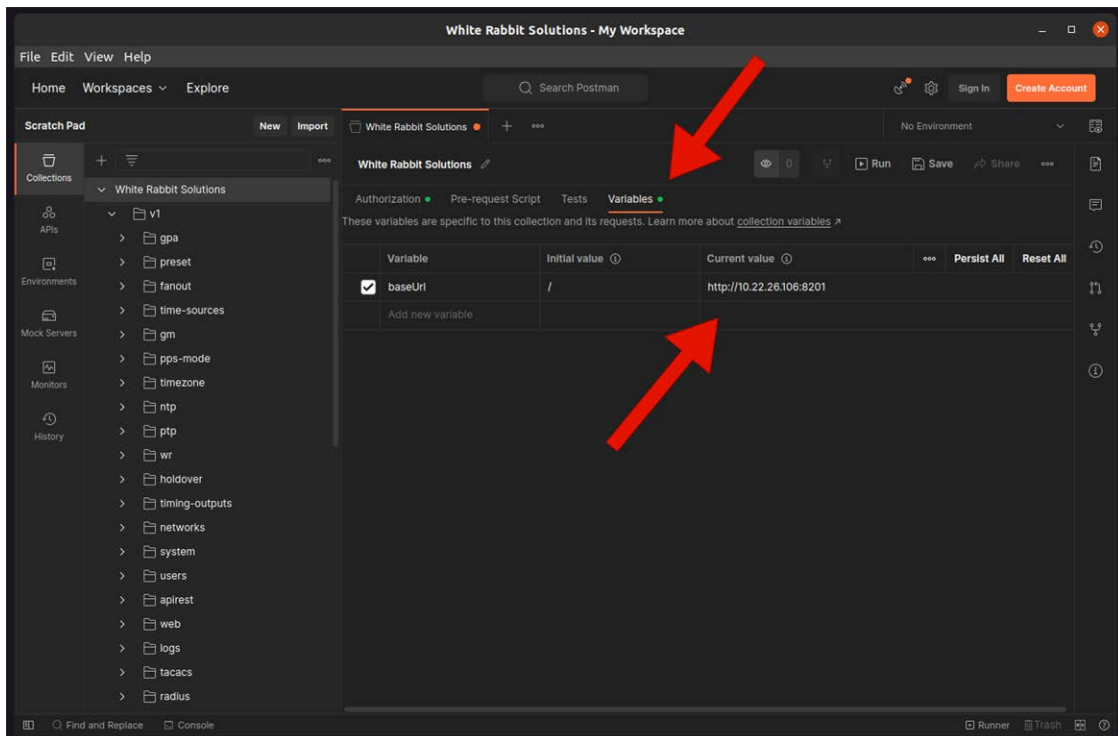 White Rabbit Solutions - My Workspace
File Edit View Help
Home Workspaces Explore Search Postman Sign In Create Account
Scratch Pad New Import White Rabbit Solutions No Environment
Collections
APIs
Environments
Mock Servers
Monitors
History
White Rabbit Solutions
v1
gpa
preset
fanout
time-sources
gm
pps-mode
timezone
ntp
ptp
wr
holdover
timing-outputs
networks
system
users
apirest
web
logs
tacacs
radius
White Rabbit Solutions 0 Run Save Share
Authorization Pre-request Script Tests Variables
These variables are specific to this collection and its requests. Learn more about collection variables ↗
Variable Initial value Current value Persist All Reset All
baseUrl / http://10.22.26.106:8201
Add new variable
Find and Replace Console Runner Trash